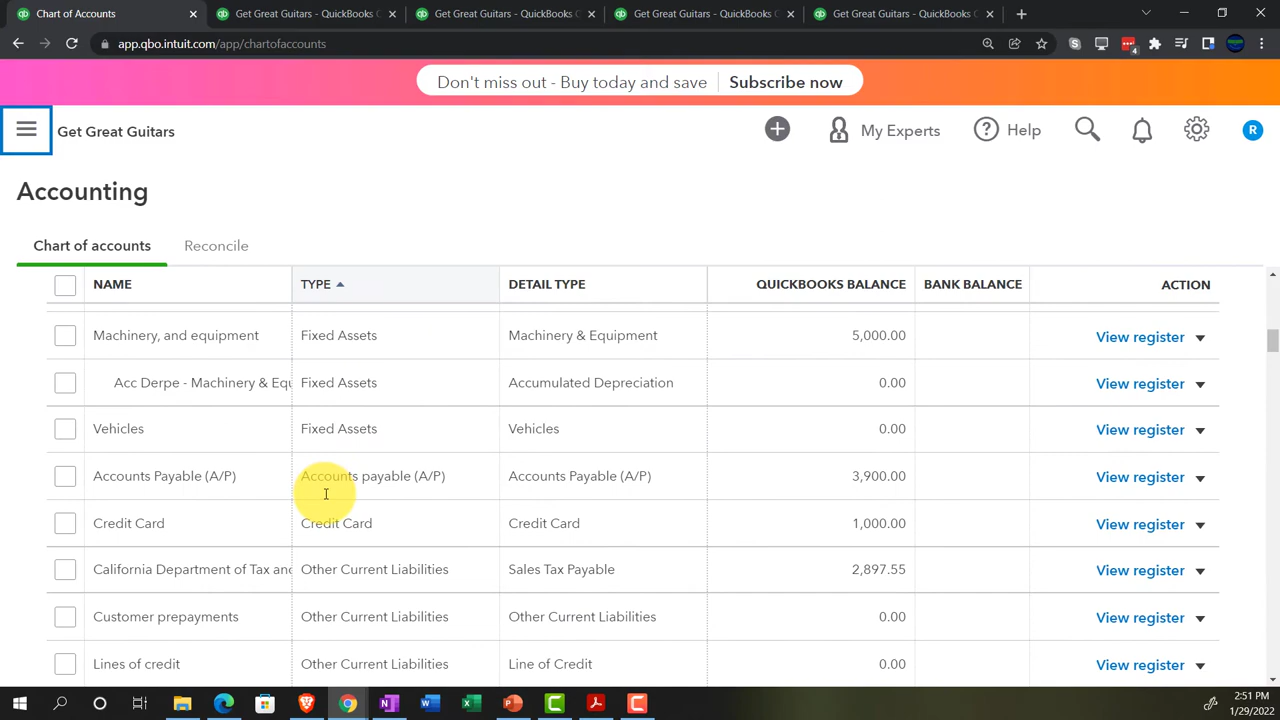 Chart of Accounts
Get Great Guitars - QuickBooks C
Get Great Guitars - QuickBooks C
Get Great Guitars - QuickBooks C
Get Great Guitars - QuickBooks C
app.qbo.intuit.com/app/chartofaccounts
4
Don't miss out - Buy today and save Subscribe now
Get Great Guitars My Experts Help R
Accounting
Chart of accounts Reconcile
NAME TYPE DETAIL TYPE QUICKBOOKS BALANCE BANK BALANCE ACTION
Machinery, and equipment Fixed Assets Machinery & Equipment 5,000.00 View register
Acc Derpe - Machinery & Equ Fixed Assets Accumulated Depreciation 0.00 View register
Vehicles Fixed Assets Vehicles 0.00 View register
Accounts Payable (A/P) Accounts payable (A/P) Accounts Payable (A/P) 3,900.00 View register
Credit Card Credit Card Credit Card 1,000.00 View register
California Department of Tax and Other Current Liabilities Sales Tax Payable 2,897.55 View register
Customer prepayments Other Current Liabilities Other Current Liabilities 0.00 View register
Lines of credit Other Current Liabilities Line of Credit 0.00 View register
2:51 PM
1/29/2022